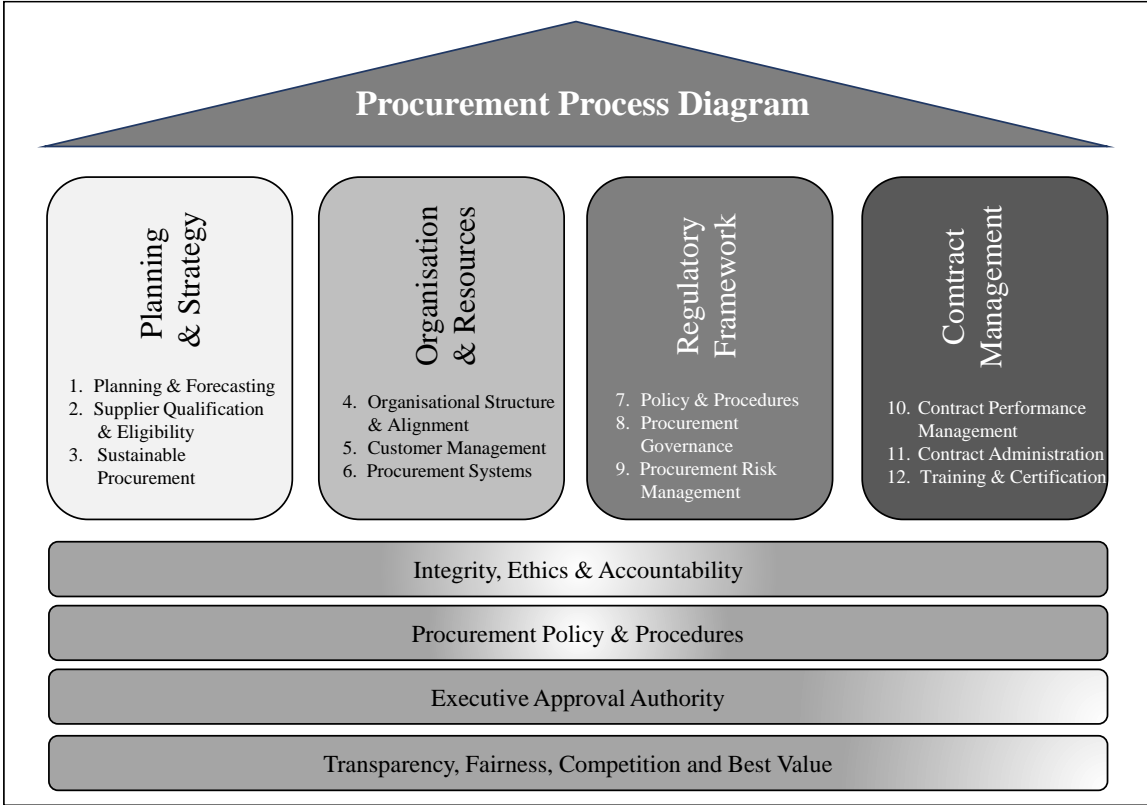 Procurement Process Diagram
Planning
& Strategy
1. Planning & Forecasting
2. Supplier Qualification
& Eligibility
3. Sustainable
Procurement
Organisation
& Resources
4. Organisational Structure
& Alignment
5. Customer Management
6. Procurement Systems
Regulatory
Framework
7. Policy & Procedures
8. Procurement
Governance
9. Procurement Risk
Management
Comtract
Management
10. Contract Performance
Management
11. Contract Administration
12. Training & Certification
Integrity, Ethics & Accountability
Procurement Policy & Procedures
Executive Approval Authority
Transparency, Fairness, Competition and Best Value